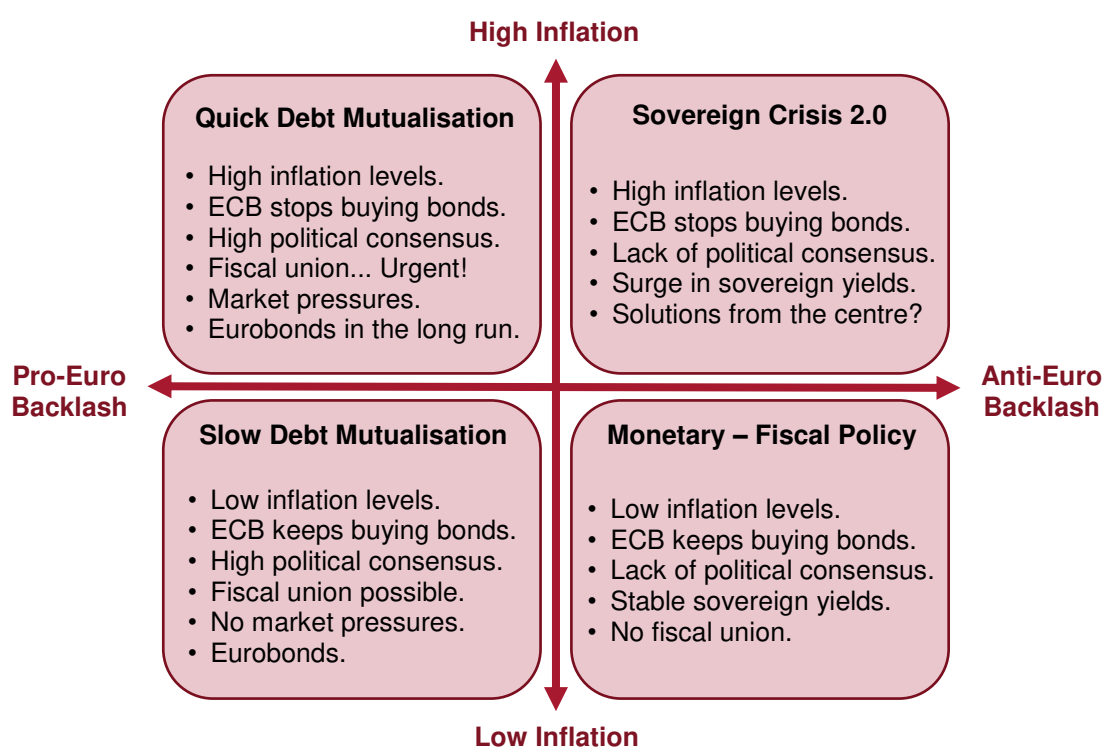 High Inflation
Quick Debt Mutualisation
• High inflation levels.
• ECB stops buying bonds.
• High political consensus.
• Fiscal union... Urgent!
• Market pressures.
• Eurobonds in the long run.
Sovereign Crisis 2.0
• High inflation levels.
• ECB stops buying bonds.
• Lack of political consensus.
• Surge in sovereign yields.
• Solutions from the centre?
Pro-Euro
Backlash
Anti-Euro
Backlash
Slow Debt Mutualisation
• Low inflation levels.
• ECB keeps buying bonds.
• High political consensus.
• Fiscal union possible.
• No market pressures.
• Eurobonds.
Monetary – Fiscal Policy
• Low inflation levels.
• ECB keeps buying bonds.
• Lack of political consensus.
• Stable sovereign yields.
• No fiscal union.
Low Inflation